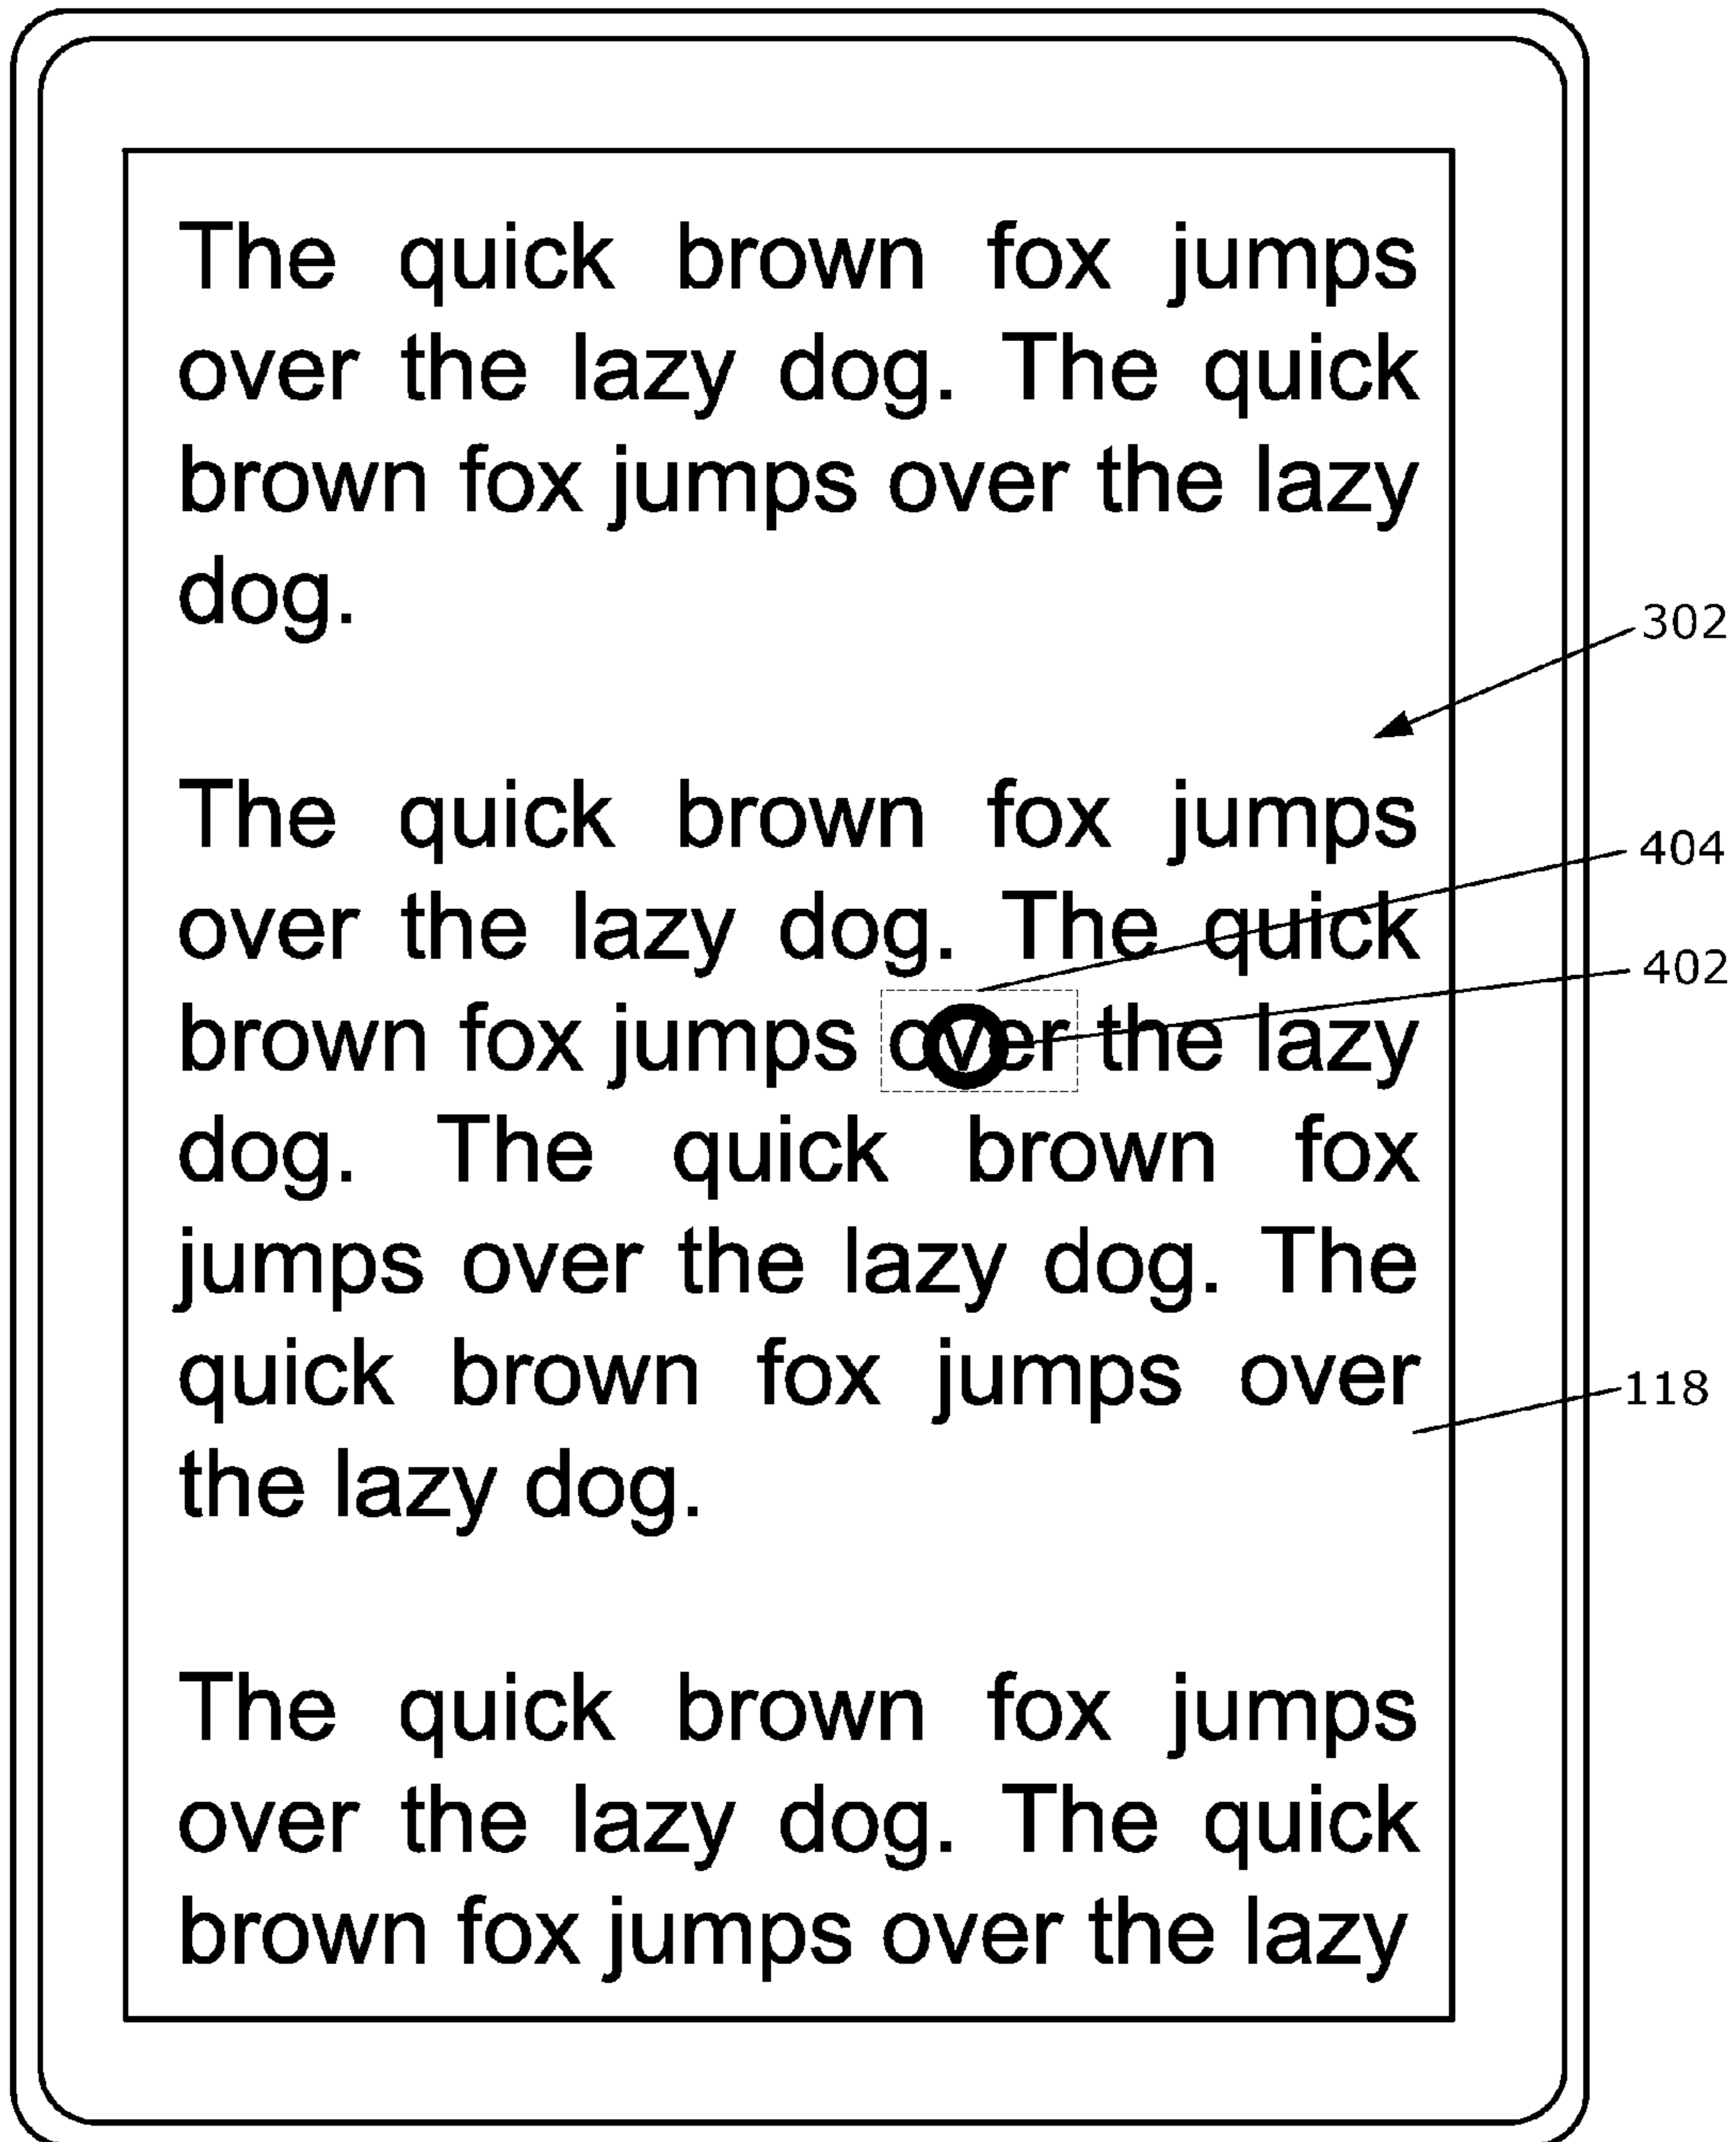 The quick brown fox jumps
over the lazy dog. The quick
brown fox jumps over the lazy
dog.
302
The quick brown fox jumps
404
over the lazy dog. The quick
402
brown fox jumps over the lazy
dog. The quick brown fox
jumps over the lazy dog. The
quick brown fox jumps over
118
the lazy dog.
The quick brown fox jumps
over the lazy dog. The quick
brown fox jumps over the lazy